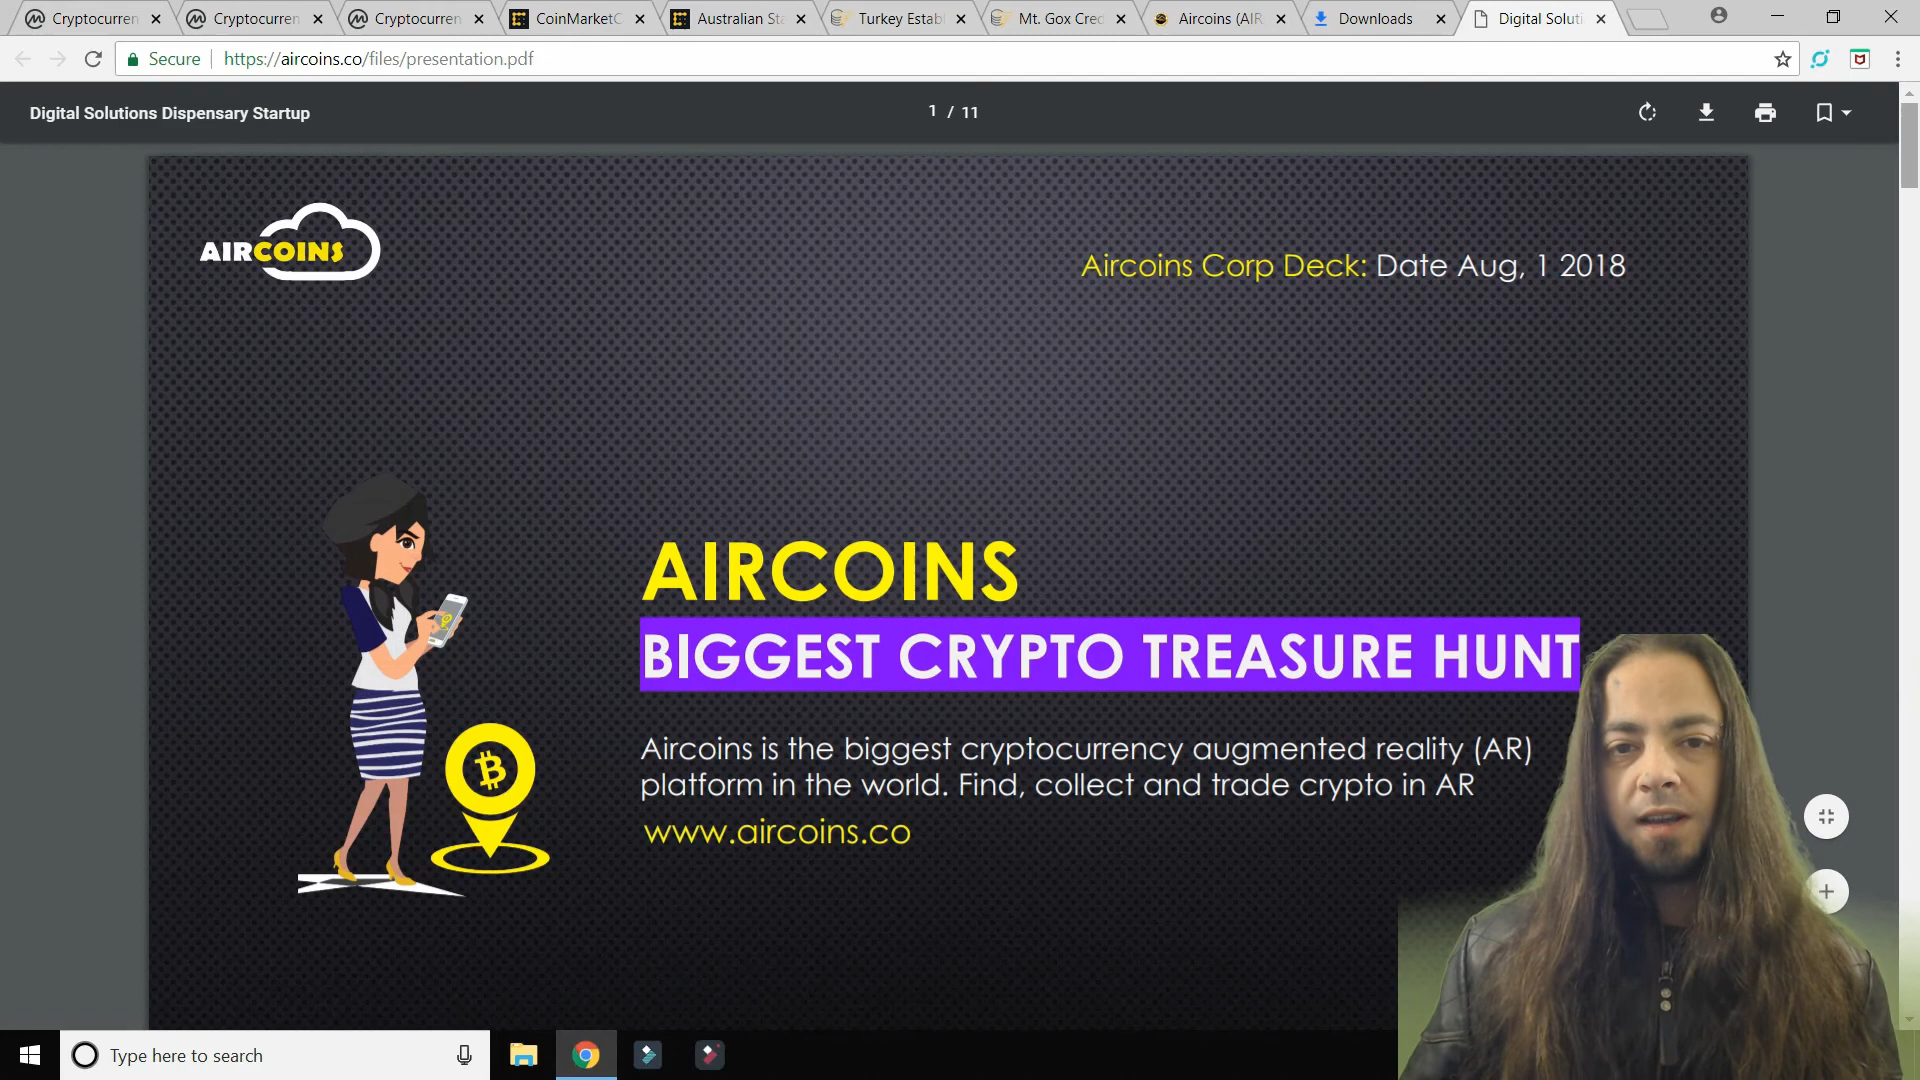 Cryptocurren
Cryptocurren
Cryptocurren
CoinMarketC
Australian Sta
Turkey Establ
Mt. Gox Cred
Aircoins (AIR
Downloads
Digital Soluti
Secure
https://aircoins.co/files/presentation.pdf
Digital Solutions Dispensary Startup
1 / 11
AIRCOINS
Aircoins Corp Deck: Date Aug, 1 2018
AIRCOINS
BIGGEST CRYPTO TREASURE HUNT
Aircoins is the biggest cryptocurrency augmented reality (AR)
platform in the world. Find, collect and trade crypto in AR
www.aircoins.co
Type here to search